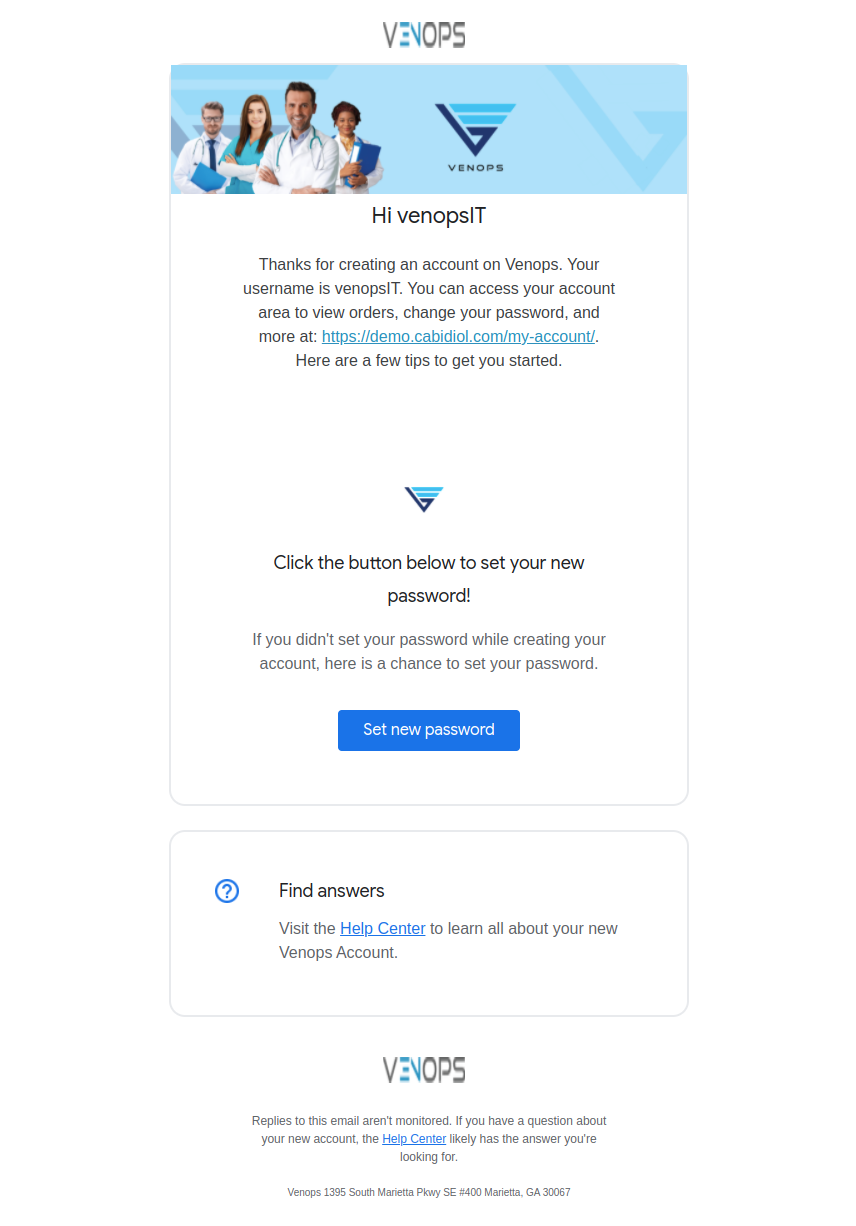 VENOPS
VENOPS
Hi venopsIT
Thanks for creating an account on Venops. Your
username is venopsIT. You can access your account
area to view orders, change your password, and
more at: https://demo.cabidiol.com/my-account/.
Here are a few tips to get you started.
Click the button below to set your new
password!
If you didn't set your password while creating your
account, here is a chance to set your password.
Set new password
Find answers
Visit the Help Center to learn all about your new
Venops Account.
VENOPS
Replies to this email aren't monitored. If you have a question about
your new account, the Help Center likely has the answer you're
looking for.
Venops 1395 South Marietta Pkwy SE #400 Marietta, GA 30067